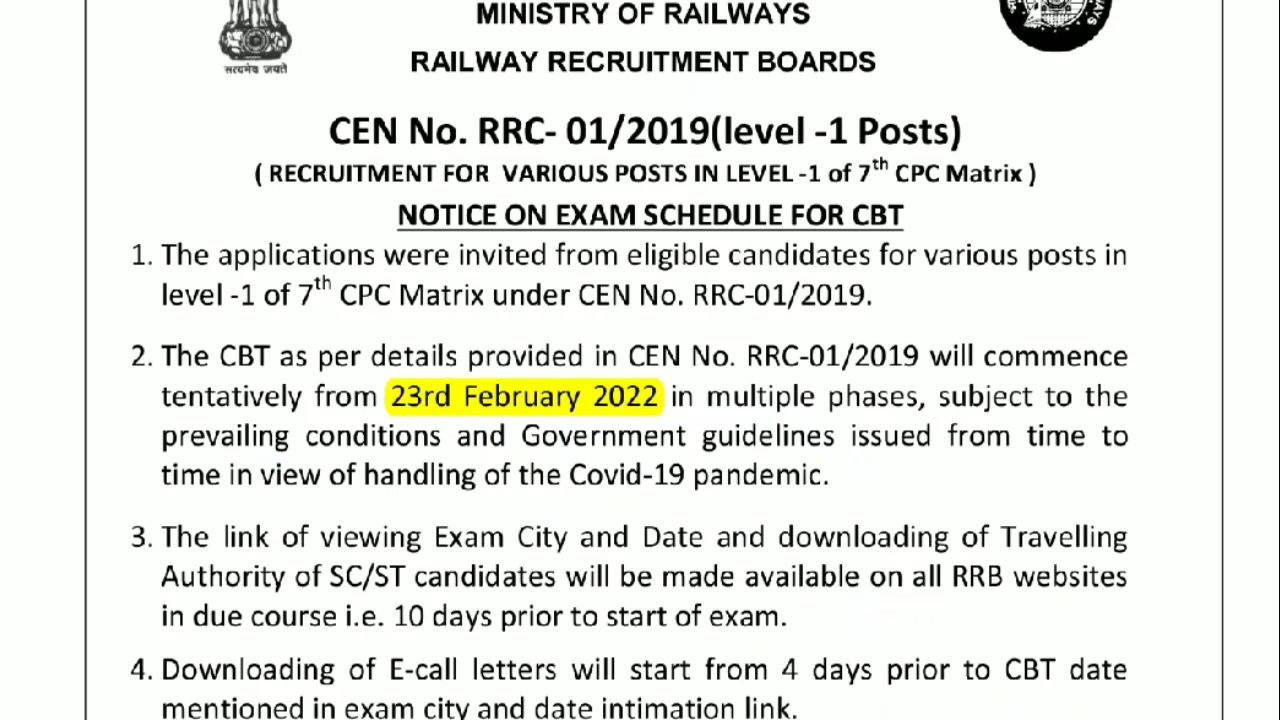 MINISTRY OF RAILWAYS
RAILWAY RECRUITMENT BOARDS
सत्यमेव जयते
CEN No. RRC- 01/2019(level -1 Posts)
( RECRUITMENT FOR VARIOUS POSTS IN LEVEL -1 of 7th CPC Matrix )
NOTICE ON EXAM SCHEDULE FOR CBT
1. The applications were invited from eligible candidates for various posts in
level -1 of 7th CPC Matrix under CEN No. RRC-01/2019.
2. The CBT as per details provided in CEN No. RRC-01/2019 will commence
tentatively from 23rd February 2022 in multiple phases, subject to the
prevailing conditions and Government guidelines issued from time to
time in view of handling of the Covid-19 pandemic.
3. The link of viewing Exam City and Date and downloading of Travelling
Authority of SC/ST candidates will be made available on all RRB websites
in due course i.e. 10 days prior to start of exam.
4. Downloading of E-call letters will start from 4 days prior to CBT date
mentioned in exam city and date intimation link.